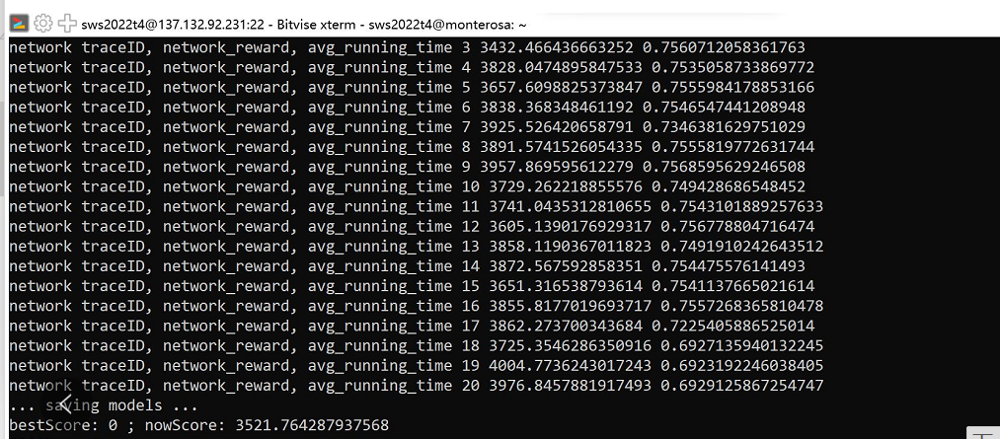 sws2022t4@137.132.92.231:22 - Bitvise xterm - sws2022t4@monterosa: ~
network traceID, network_reward, avg_running_time 3 3432.466436663252 0.7560712058361763
network traceID, network_reward, avg_running_time 4 3828.0474895847533 0.7535058733869772
network traceID, network_reward, avg_running_time 5 3657.6098825373847 0.7555984178853166
network traceID, network_reward, avg_running_time 6 3838.368348461192 0.7546547441208948
network traceID, network_reward, avg_running_time 7 3925.526420658791 0.7346381629751029
network traceID, network_reward, avg_running_time 8 3891.5741526054335 0.7555819772631744
network traceID, network_reward, avg_running_time 9 3957.869595612279 0.7568595629246508
network traceID, network_reward, avg_running_time 10 3729.262218855576 0.749428686548452
network traceID, network_reward, avg_running_time 11 3741.0435312810655 0.7543101889257633
network traceID, network_reward, avg_running_time 12 3605.1390176929317 0.756778804716474
network traceID, network_reward, avg_running_time 13 3858.1190367011823 0.7491910242643512
network traceID, network_reward, avg_running_time 14 3872.567592858351 0.754475576141493
network traceID, network_reward, avg_running_time 15 3651.316538793614 0.7541137665021614
network traceID, network_reward, avg_running_time 16 3855.8177019693717 0.7557268365810478
network traceID, network_reward, avg_running_time 17 3862.273700343684 0.7225405886525014
network traceID, network_reward, avg_running_time 18 3725.3546286350916 0.6927135940132245
network traceID, network_reward, avg_running_time 19 4004.7736243017243 0.6923192246038405
network traceID, network_reward, avg_running_time 20 3976.8457881917493 0.6929125867254747
... saving models ...
bestScore: 0 ; nowScore: 3521.764287937568